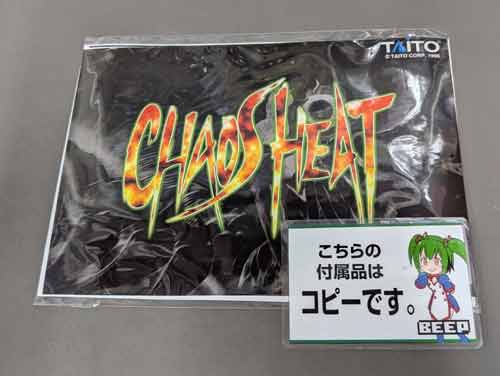 TAITO
© TAITO CORP. 1998
CHAOS HEAT
こちらの
付属品は
コピーです。
BEEP